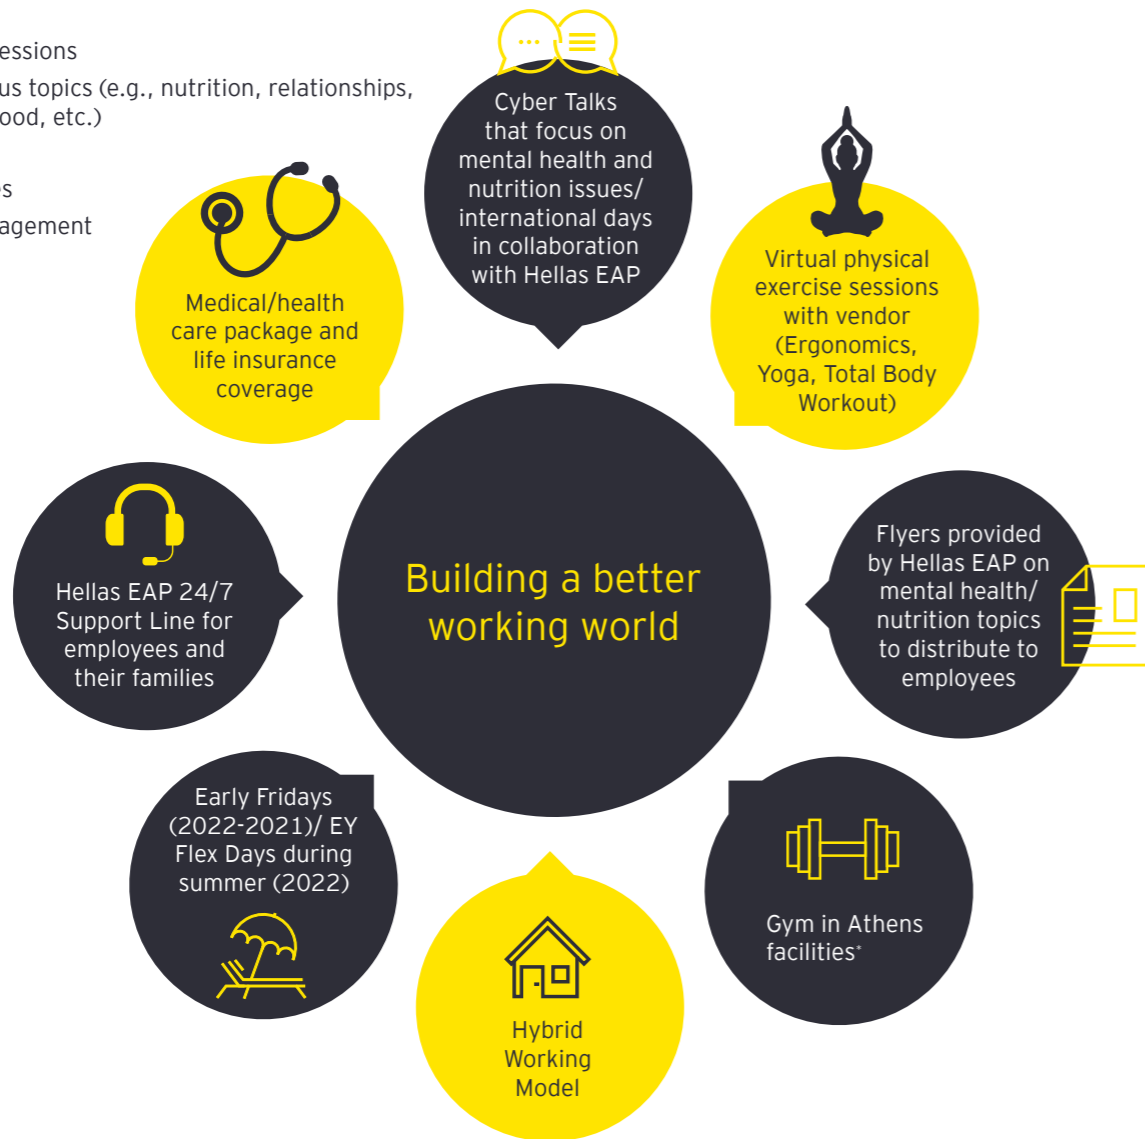 essions
us topics (e.g., nutrition, relationships,
ood, etc.)
es
agement
Cyber Talks
that focus on
mental health and
nutrition issues/
international days
in collaboration
with Hellas EAP
Virtual physical
exercise sessions
with vendor
(Ergonomics,
Yoga, Total Body
Workout)
Flyers provided
by Hellas EAP on
mental health/
nutrition topics
to distribute to
employees
Gym in Athens
facilities*
Hybrid
Working
Model
Early Fridays
(2022-2021)/ EY
Flex Days during
summer (2022)
Hellas EAP 24/7
Support Line for
employees and
their families
Medical/health
care package and
life insurance
coverage
Building a better
working world